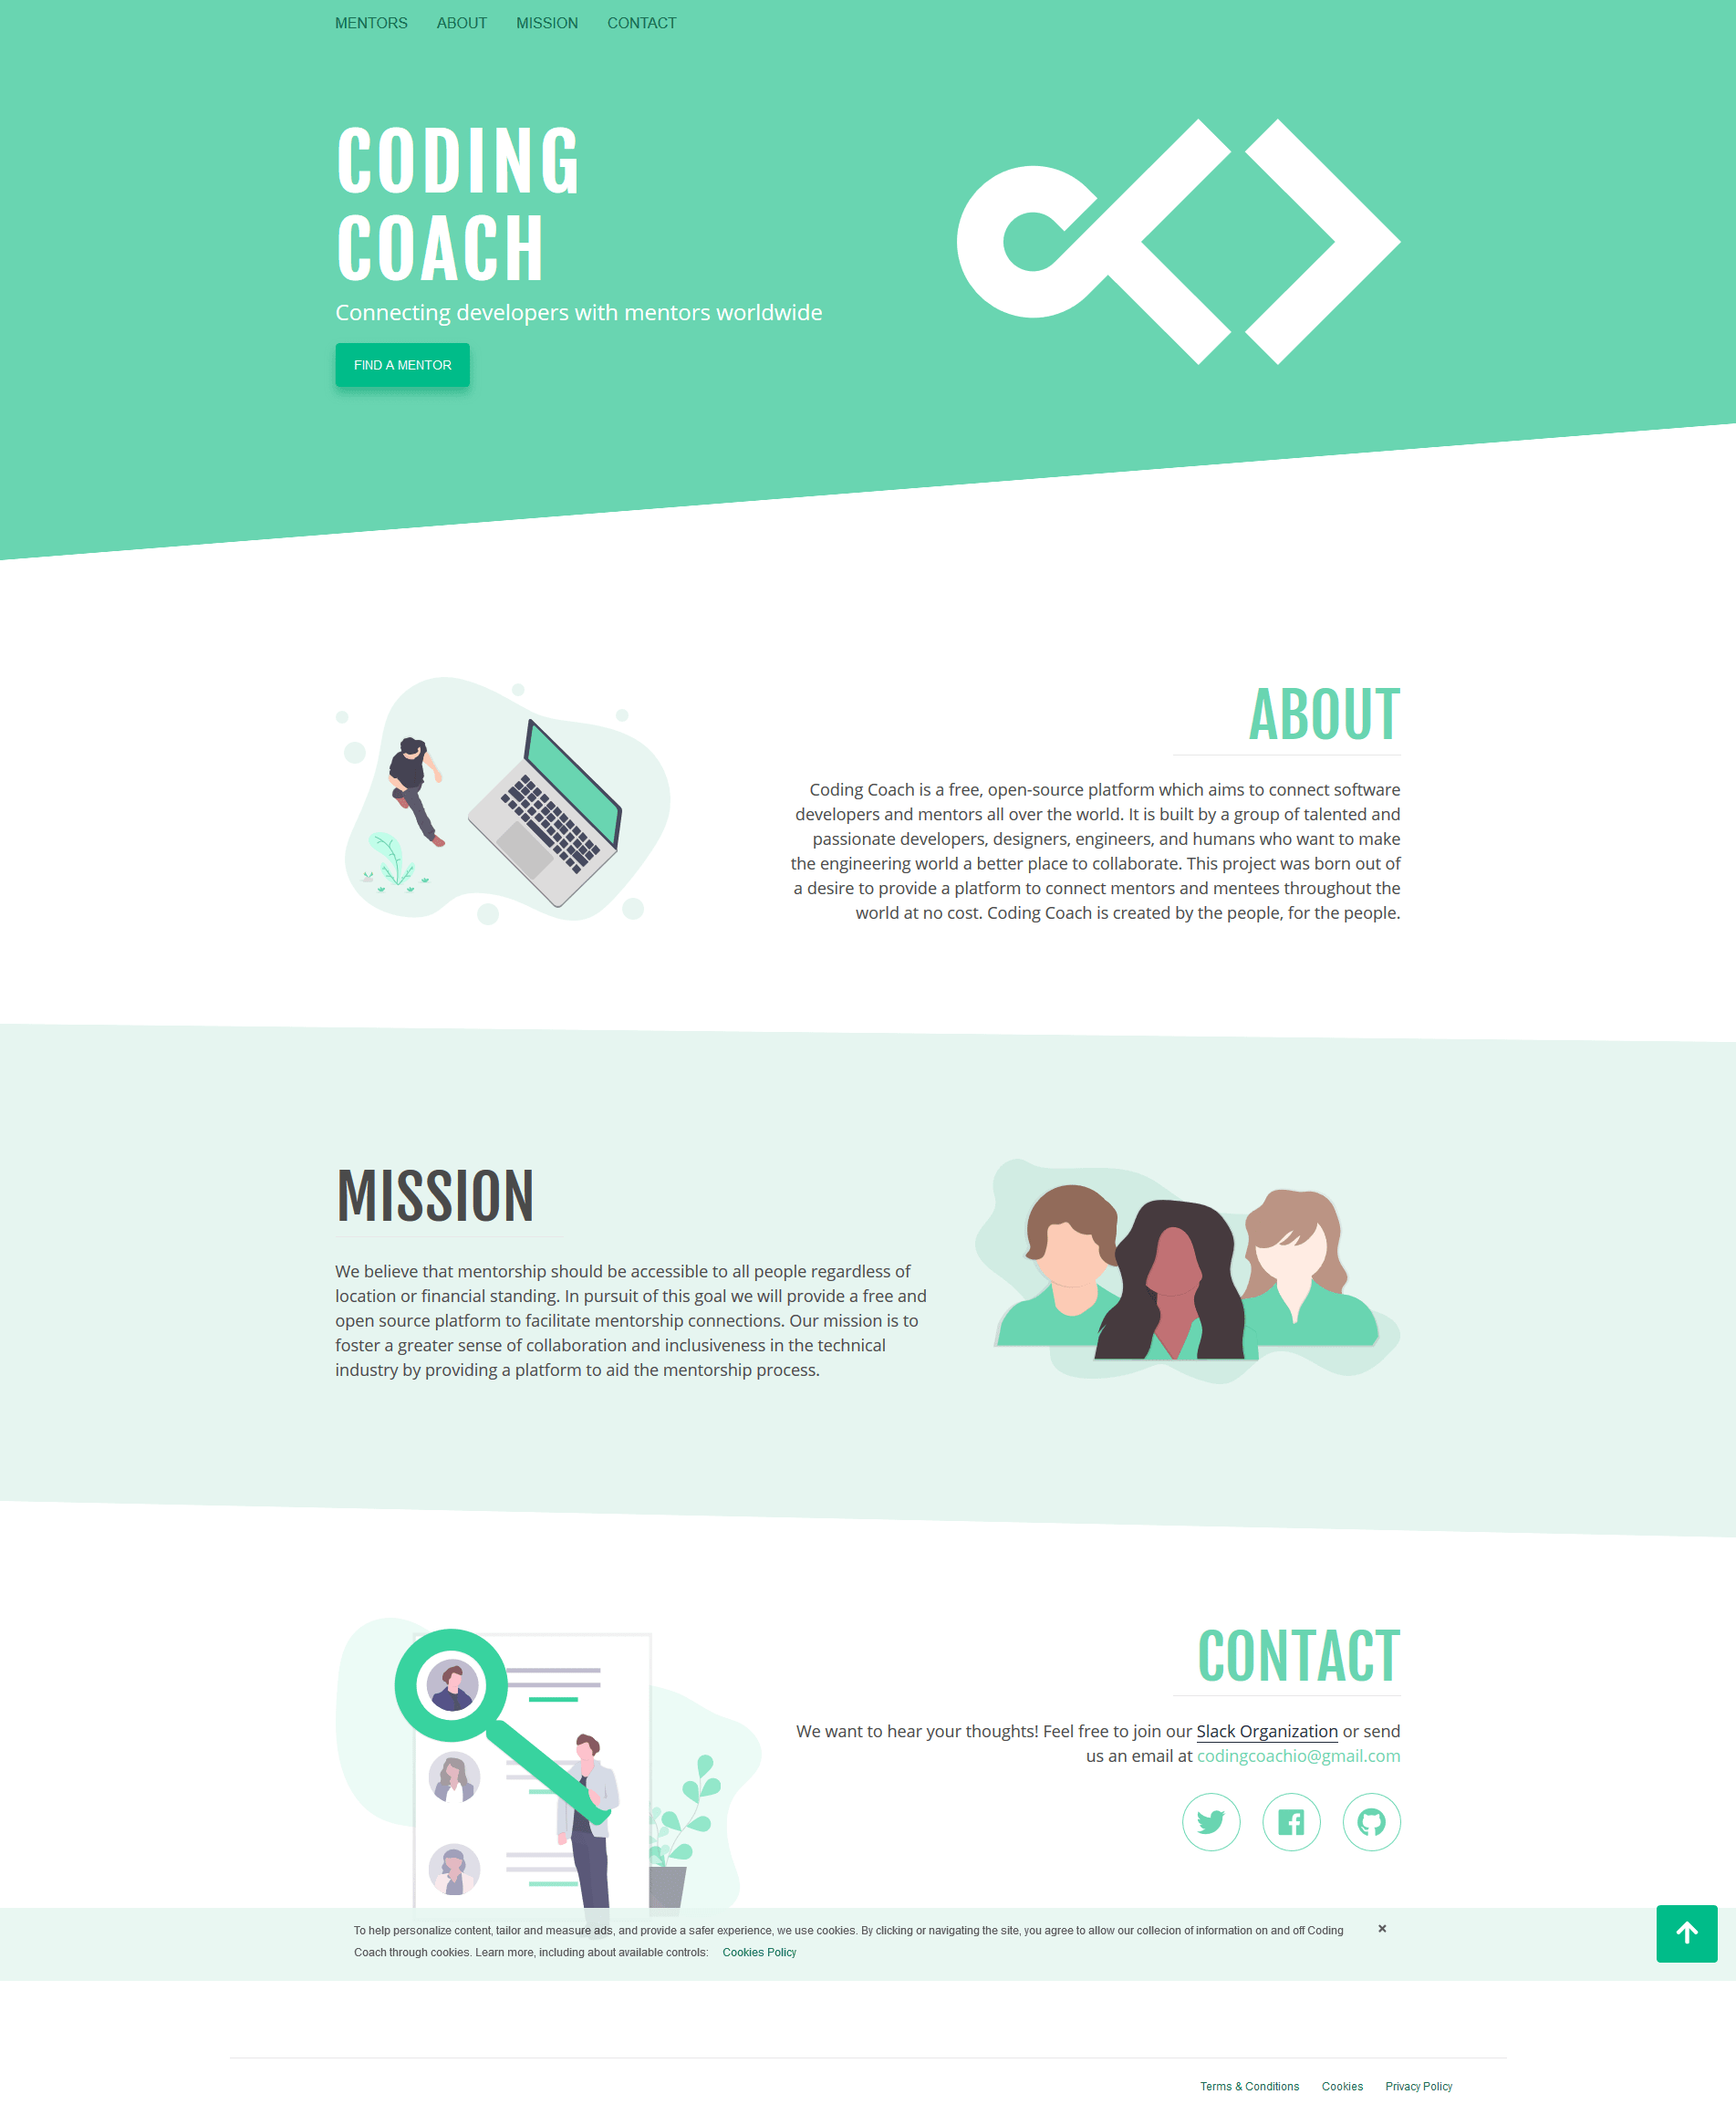 MENTORS ABOUT MISSION CONTACT
CODING
COACH
Connecting developers with mentors worldwide
FIND A MENTOR
ABOUT
Coding Coach is a free, open-source platform which aims to connect software
developers and mentors all over the world. It is built by a group of talented and
passionate developers, designers, engineers, and humans who want to make
the engineering world a better place to collaborate. This project was born out of
a desire to provide a platform to connect mentors and mentees throughout the
world at no cost. Coding Coach is created by the people, for the people.
MISSION
We believe that mentorship should be accessible to all people regardless of
location or financial standing. In pursuit of this goal we will provide a free and
open source platform to facilitate mentorship connections. Our mission is to
foster a greater sense of collaboration and inclusiveness in the technical
industry by providing a platform to aid the mentorship process.
CONTACT
We want to hear your thoughts! Feel free to join our Slack Organization or send
us an email at codingcoachio@gmail.com
To help personalize content, tailor and measure ads, and provide a safer experience, we use cookies. By clicking or navigating the site, you agree to allow our collecion of information on and off Coding
Coach through cookies. Learn more, including about available controls: Cookies Policy
Terms & Conditions Cookies Privacy Policy